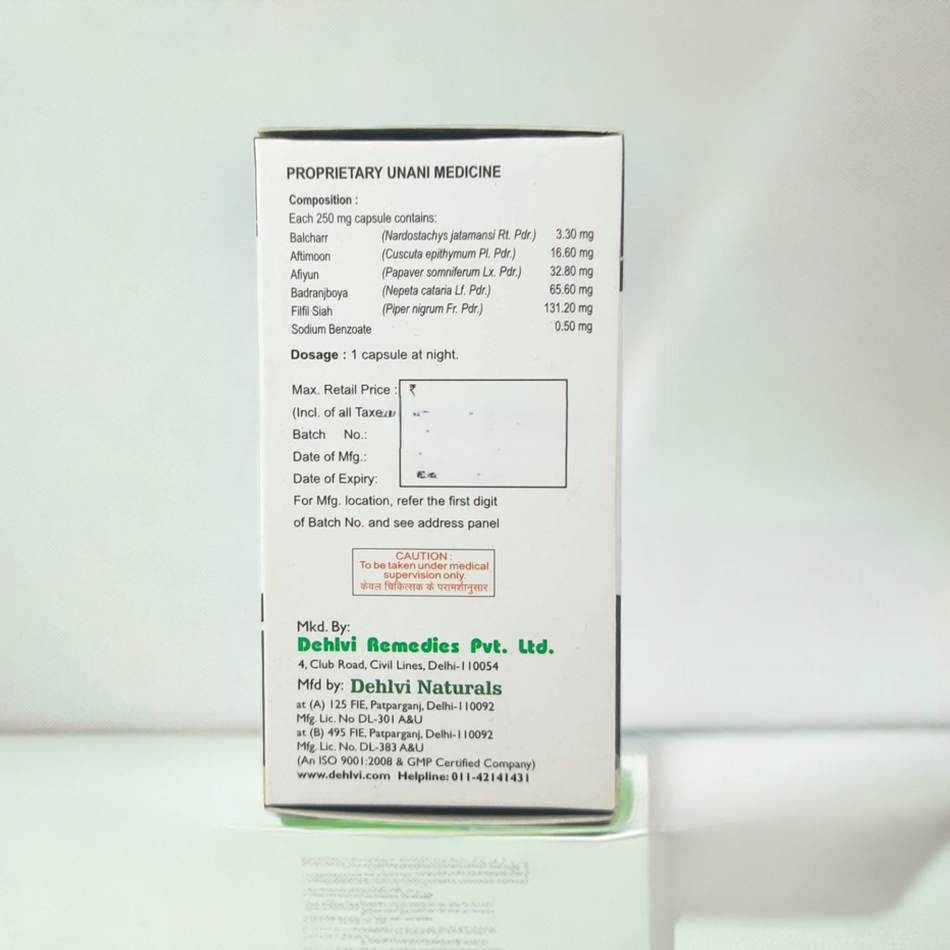 PROPRIETARY UNANI MEDICINE
Composition :
Each 250 mg capsule contains:
Balcharr (Nardostachys jatamansi Rt. Pdr.) 3.30 mg
Aftimoon (Cuscuta epithymum Pl. Pdr.) 16.60 mg
Afiyun (Papaver somniferum Lx. Pdr.) 32.80 mg
Badranjboya (Nepeta cataria Lf. Pdr.) 65.60 mg
Filfil Siah (Piper nigrum Fr. Pdr.) 131.20 mg
Sodium Benzoate 0.50 mg
Dosage : 1 capsule at night.
Max. Retail Price : ₹
(Incl. of all
Batch No.:
Date of Mfg.:
Date of Expiry:
For Mfg. location, refer the first digit
of Batch No. and see address panel
CAUTION :
To be taken under medical
supervision only.
केवल चिकित्सक के परामर्शानुसार
Mkd. By:
Dehlvi Remedies Pvt. Ltd.
4, Club Road, Civil Lines, Delhi-110054
Mfd by: Dehlvi Naturals
at (A) 125 FIE, Patparganj, Delhi-110092
Mfg. Lic. No DL-301 A&U
at (B) 495 FIE, Patparganj, Delhi-110092
Mfg. Lic. No. DL-383 A&U
(An ISO 9001:2008 & GMP Certified Company)
www.dehlvi.com Helpline: 011-42141431